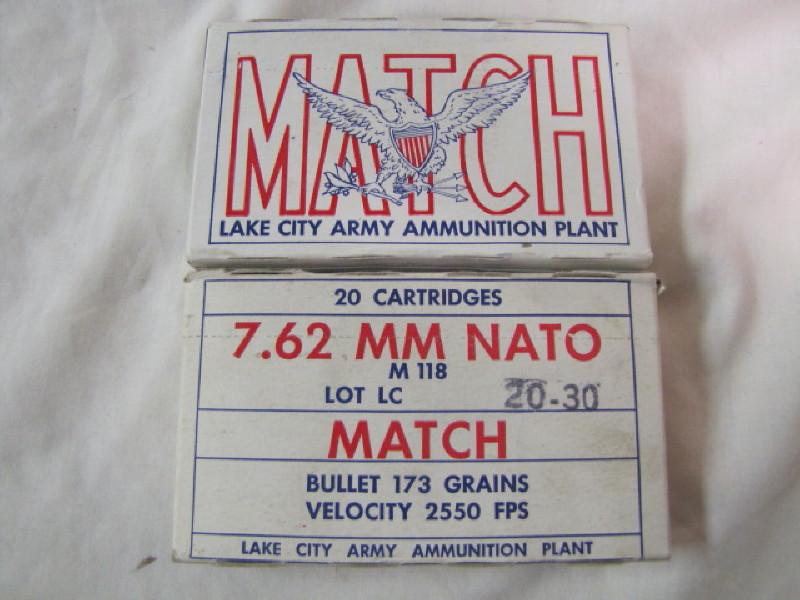 MATCH
LAKE CITY ARMY AMMUNITION PLANT
20 CARTRIDGES
7.62 MM NATO
M 118
LOT LC 20-30
MATCH
BULLET 173 GRAINS
VELOCITY 2550 FPS
LAKE CITY ARMY AMMUNITION PLANT